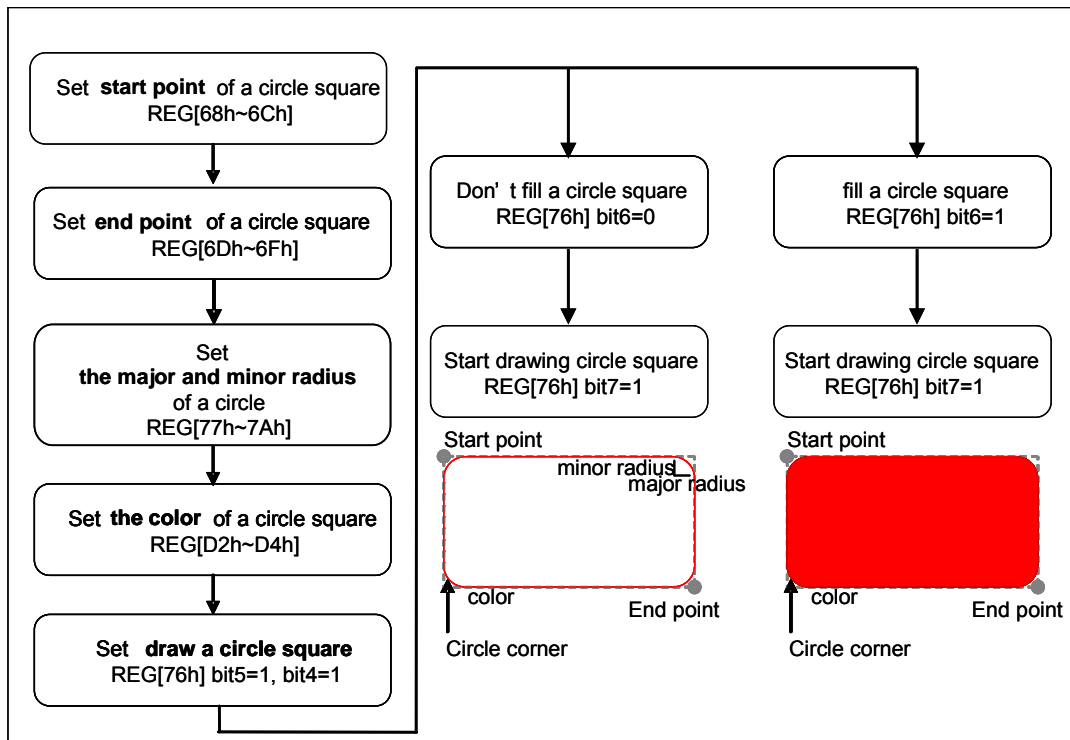 Set start point of a circle square
REG[68h~6Ch]
Set end point of a circle square
REG[6Dh~6Fh]
Set
the major and minor radius
of a circle
REG[77h~7Ah]
Set the color of a circle square
REG[D2h~D4h]
Set draw a circle square
REG[76h] bit5=1, bit4=1
Don' t fill a circle square
REG[76h] bit6=0
Start drawing circle square
REG[76h] bit7=1
Start point
minor radius
major radius
color
End point
Circle corner
fill a circle square
REG[76h] bit6=1
Start drawing circle square
REG[76h] bit7=1
Start point
color
End point
Circle corner